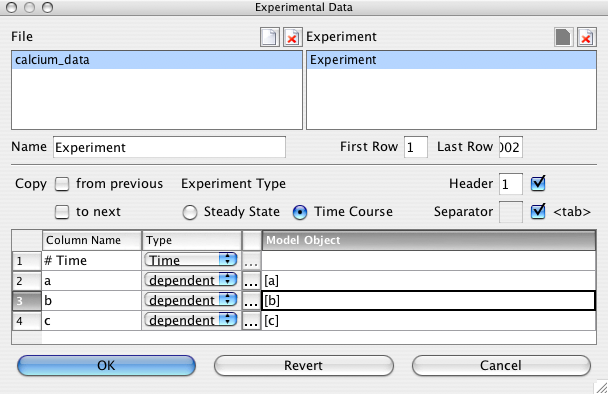 Experimental Data
File Experiment
calcium_data Experiment
Name Experiment First Row 1 Last Row 002
Copy from previous Experiment Type Header 1
to next Steady State Time Course Separator <tab>
Column Name Type Model Object
1 # Time Time ...
2 a dependent ... [a]
3 b dependent ... [b]
4 c dependent ... [c]
OK Revert Cancel